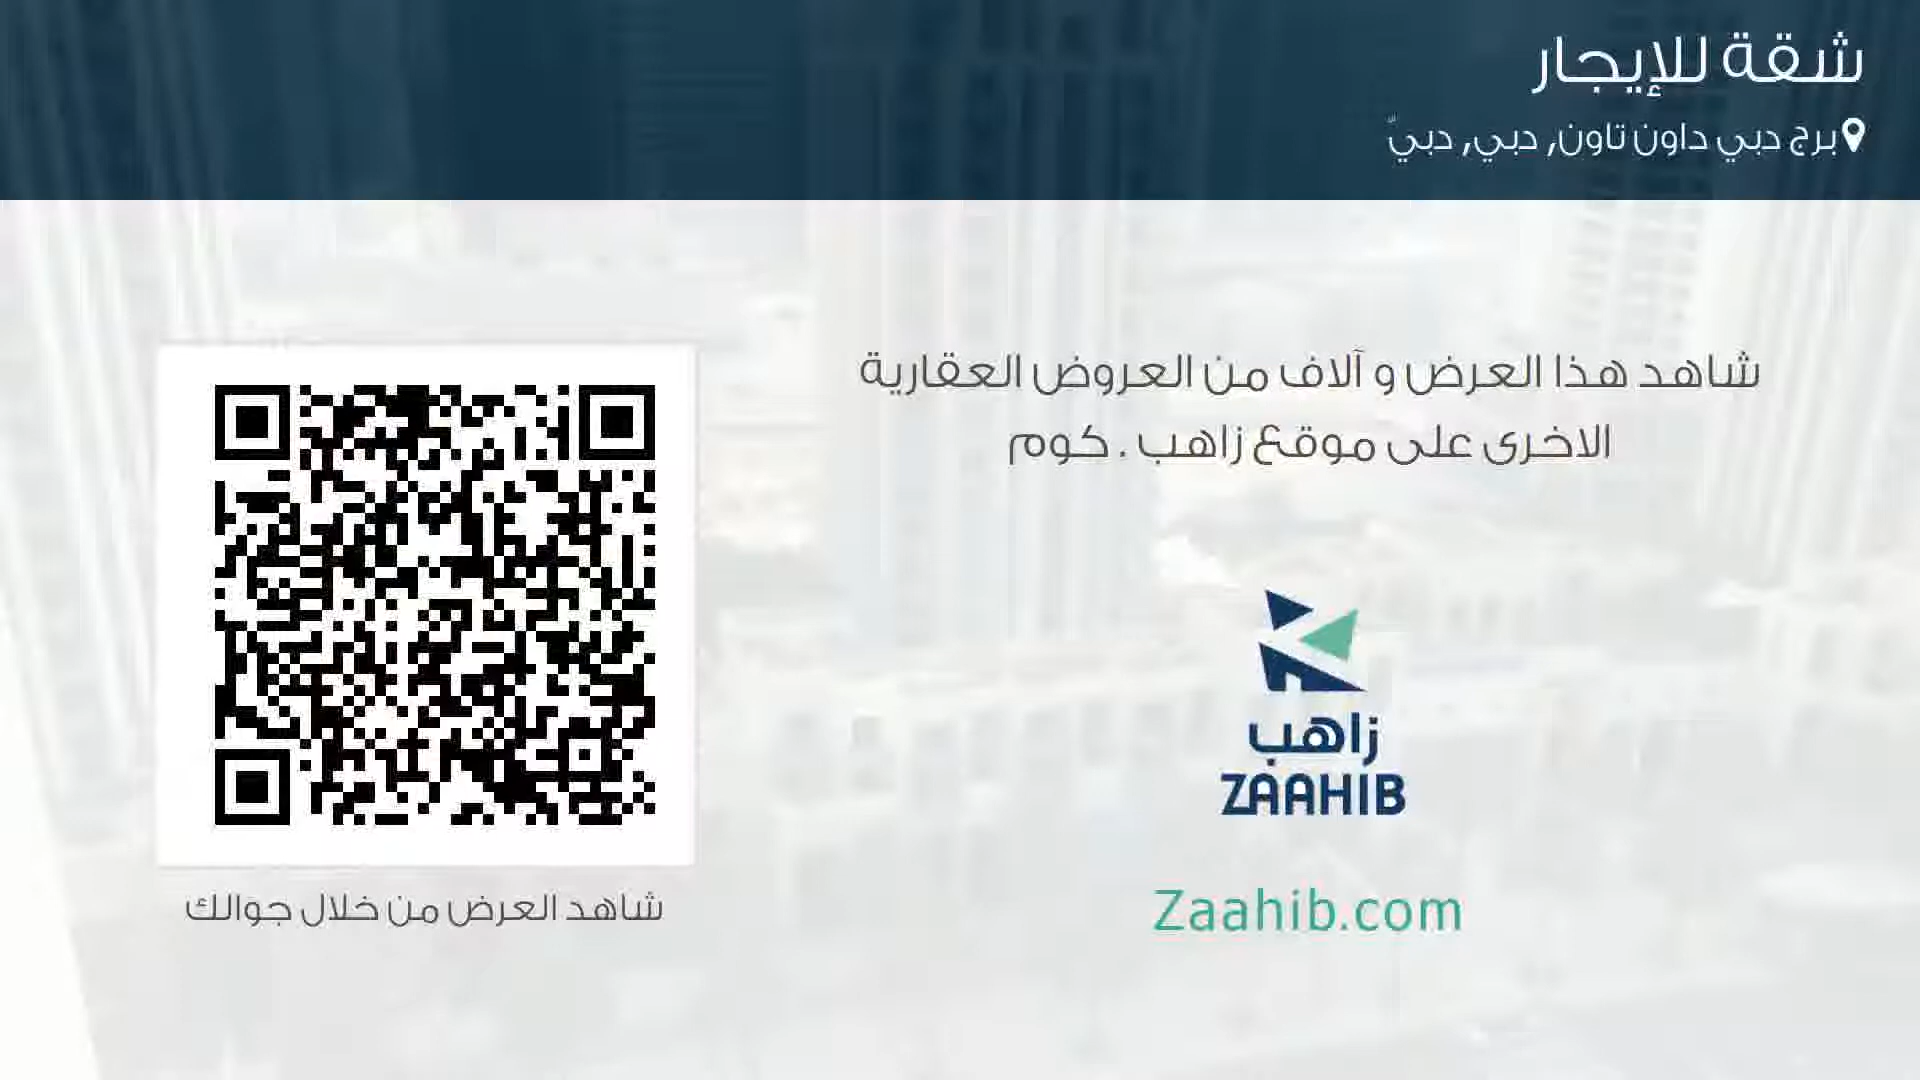 شقة للإيجار
برج دبي داون تاون, دبي, دبيّ
شاهد هذا العرض و آلاف من العروض العقارية
الاخرى على موقع زاهب . كوم
زاهب
ZAAHIB
Zaahib.com
شاهد العرض من خلال جوالك